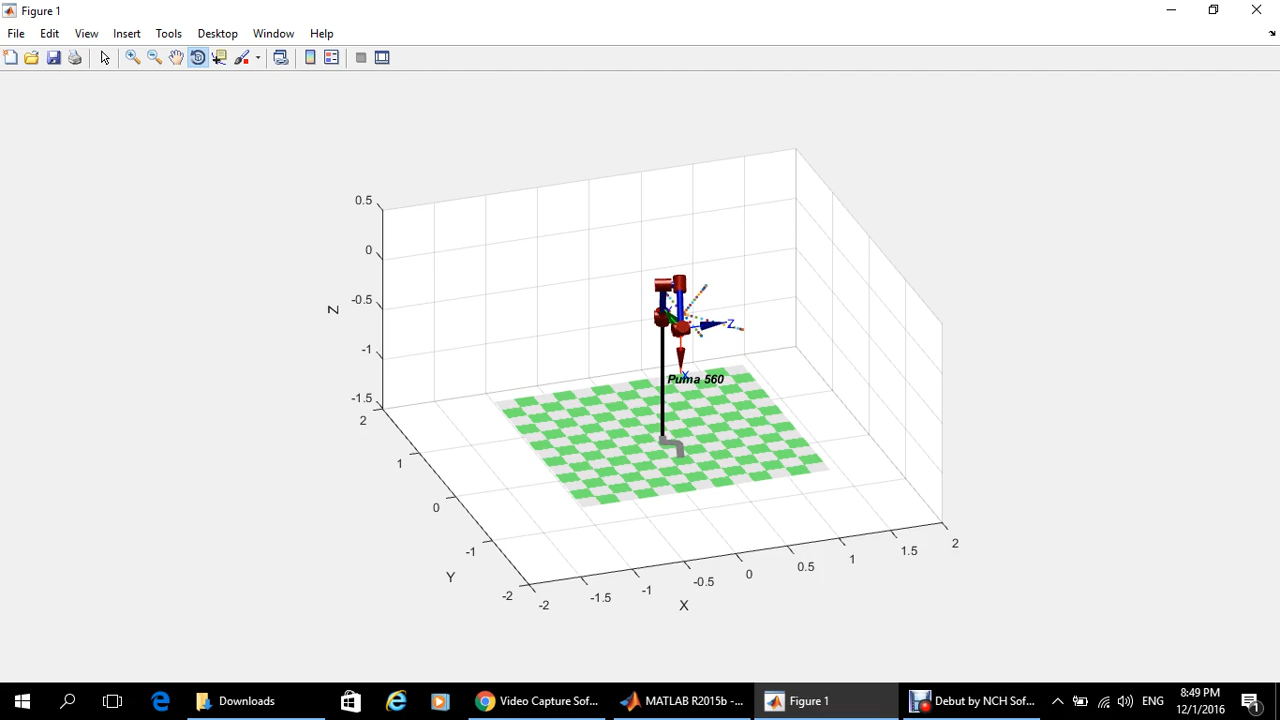 Figure 1
File Edit View Insert Tools Desktop Window Help
0.5
0
-0.5
-1
-1.5
Z
2
1
0
-1
-2
Y
-2
-1.5
-1
-0.5
0
0.5
1
1.5
2
X
Z
X
Puma 560
Downloads
Video Capture Sof...
MATLAB R2015b -...
Figure 1
Debut by NCH Sof...
ENG
8:49 PM
12/1/2016
1